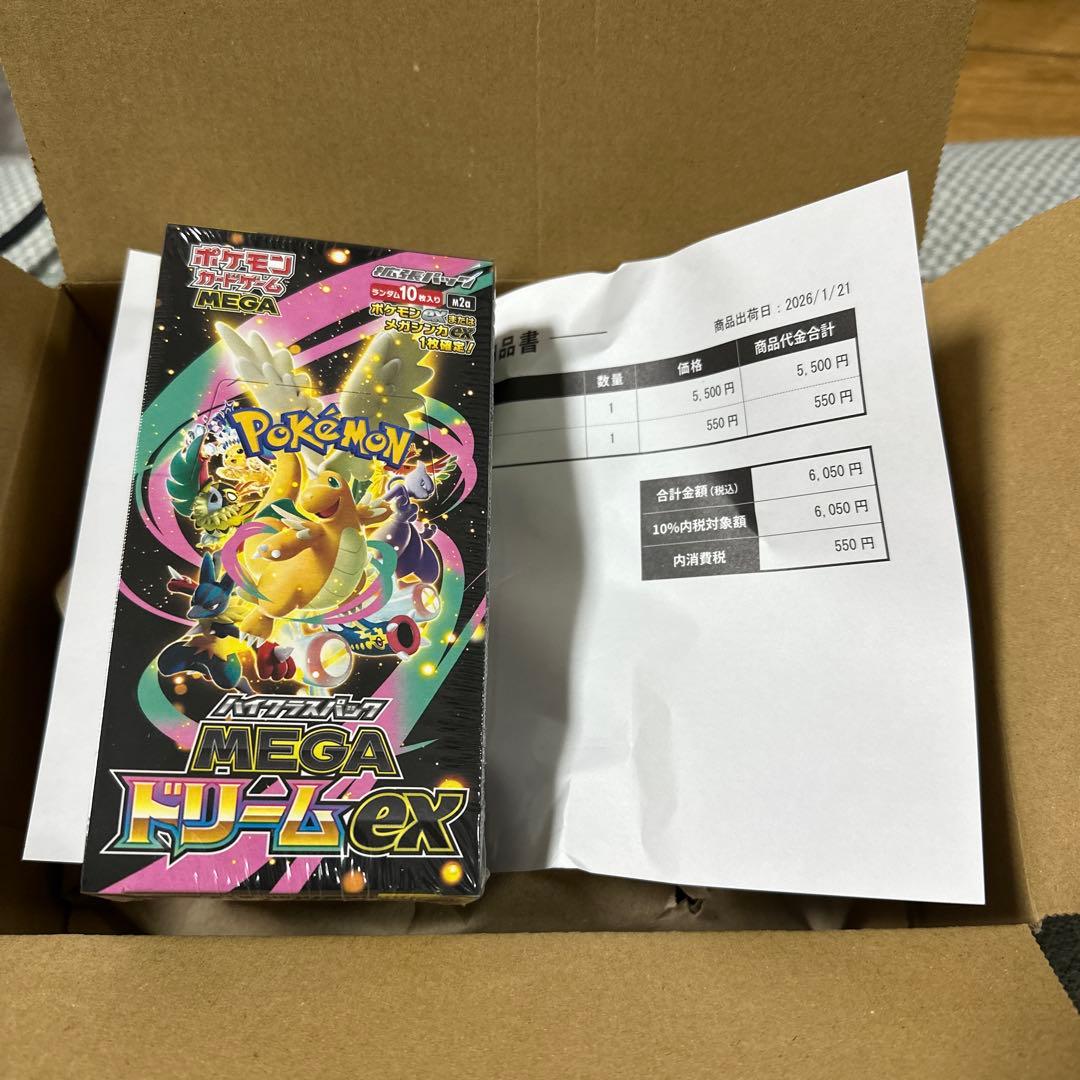 ポケモン
カードゲーム
MEGA
拡張パック
ランダム10枚入り M2a
ポケモンexまたは
メガシンカex
1枚確定！
POKéMON
ハイクラスパック
MEGA
ドリームex
商品出荷日：2026/1/21
品書
数量 価格 商品代金合計
1 5,500円 5,500円
1 550円 550円
合計金額(税込) 6,050円
10%内税対象額 6,050円
内消費税 550円